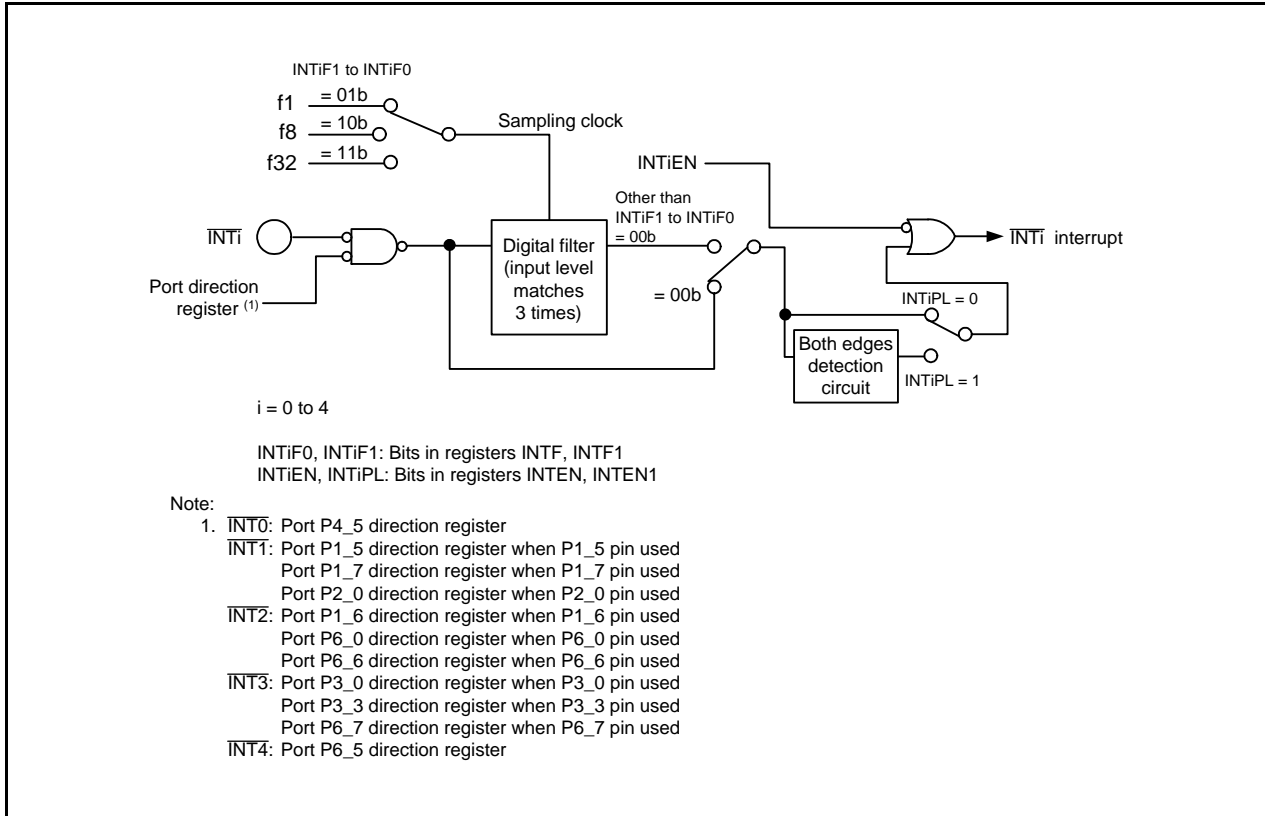 INTiF1 to INTiF0
f1 = 01b
f8 = 10b
f32 = 11b
Sampling clock
INTiEN
Other than
INTiF1 to INTiF0
= 00b
I̅N̅T̅i̅
Digital filter
(input level
matches
3 times)
I̅N̅T̅i̅ interrupt
Port direction
register (1)
= 00b
INTiPL = 0
Both edges
detection
circuit
INTiPL = 1
i = 0 to 4
INTiF0, INTiF1: Bits in registers INTF, INTF1
INTiEN, INTiPL: Bits in registers INTEN, INTEN1
Note:
1. I̅N̅T̅0̅: Port P4_5 direction register
I̅N̅T̅1̅: Port P1_5 direction register when P1_5 pin used
Port P1_7 direction register when P1_7 pin used
Port P2_0 direction register when P2_0 pin used
I̅N̅T̅2̅: Port P1_6 direction register when P1_6 pin used
Port P6_0 direction register when P6_0 pin used
Port P6_6 direction register when P6_6 pin used
I̅N̅T̅3̅: Port P3_0 direction register when P3_0 pin used
Port P3_3 direction register when P3_3 pin used
Port P6_7 direction register when P6_7 pin used
I̅N̅T̅4̅: Port P6_5 direction register